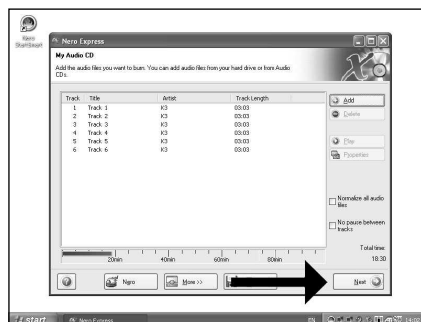 Nero
StartSmart
Nero Express
My Audio CD
Add the audio files you want to burn. You can add audio files from your hard drive or from Audio
CDs.
Track Title Artist Track Length
1 Track 1 K3 03:03
2 Track 2 K3 03:03
3 Track 3 K3 03:03
4 Track 4 K3 03:03
5 Track 5 K3 03:03
6 Track 6 K3 03:03
Add
Delete
Play
Properties
Normalize all audio
files
No pause between
tracks
Total time:
18:30
20min 40min 60min 80min
Nero
More >>
Next
start
Nero Express
EN
14:02